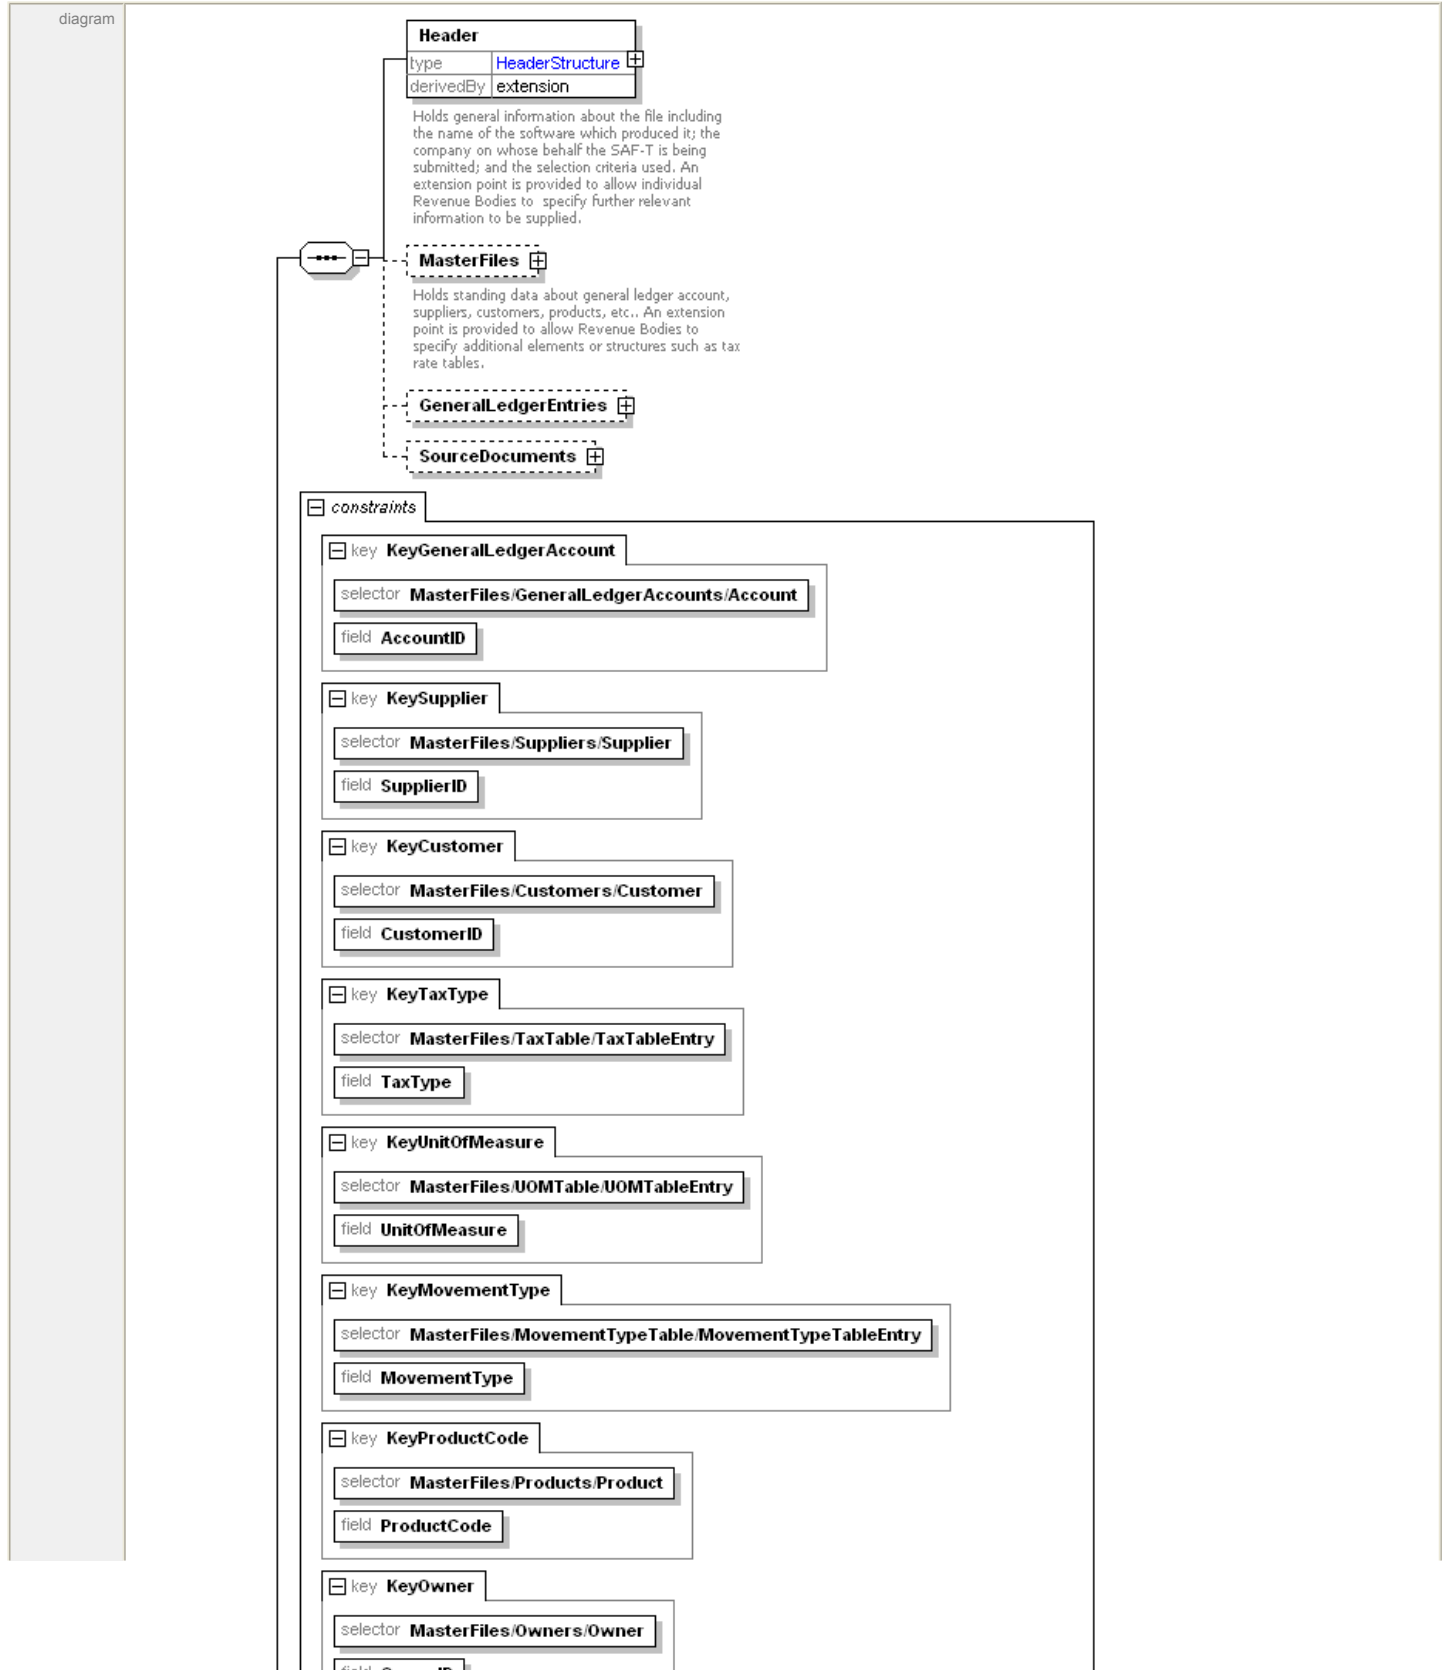 diagram
Header
type HeaderStructure
derivedBy extension
Holds general information about the file including
the name of the software which produced it; the
company on whose behalf the SAF-T is being
submitted; and the selection criteria used. An
extension point is provided to allow individual
Revenue Bodies to specify further relevant
information to be supplied.
MasterFiles
Holds standing data about general ledger account,
suppliers, customers, products, etc.. An extension
point is provided to allow Revenue Bodies to
specify additional elements or structures such as tax
rate tables.
GeneralLedgerEntries
SourceDocuments
constraints
key KeyGeneralLedgerAccount
selector MasterFiles/GeneralLedgerAccounts/Account
field AccountID
key KeySupplier
selector MasterFiles/Suppliers/Supplier
field SupplierID
key KeyCustomer
selector MasterFiles/Customers/Customer
field CustomerID
key KeyTaxType
selector MasterFiles/TaxTable/TaxTableEntry
field TaxType
key KeyUnitOfMeasure
selector MasterFiles/UOMTable/UOMTableEntry
field UnitOfMeasure
key KeyMovementType
selector MasterFiles/MovementTypeTable/MovementTypeTableEntry
field MovementType
key KeyProductCode
selector MasterFiles/Products/Product
field ProductCode
key KeyOwner
selector MasterFiles/Owners/Owner